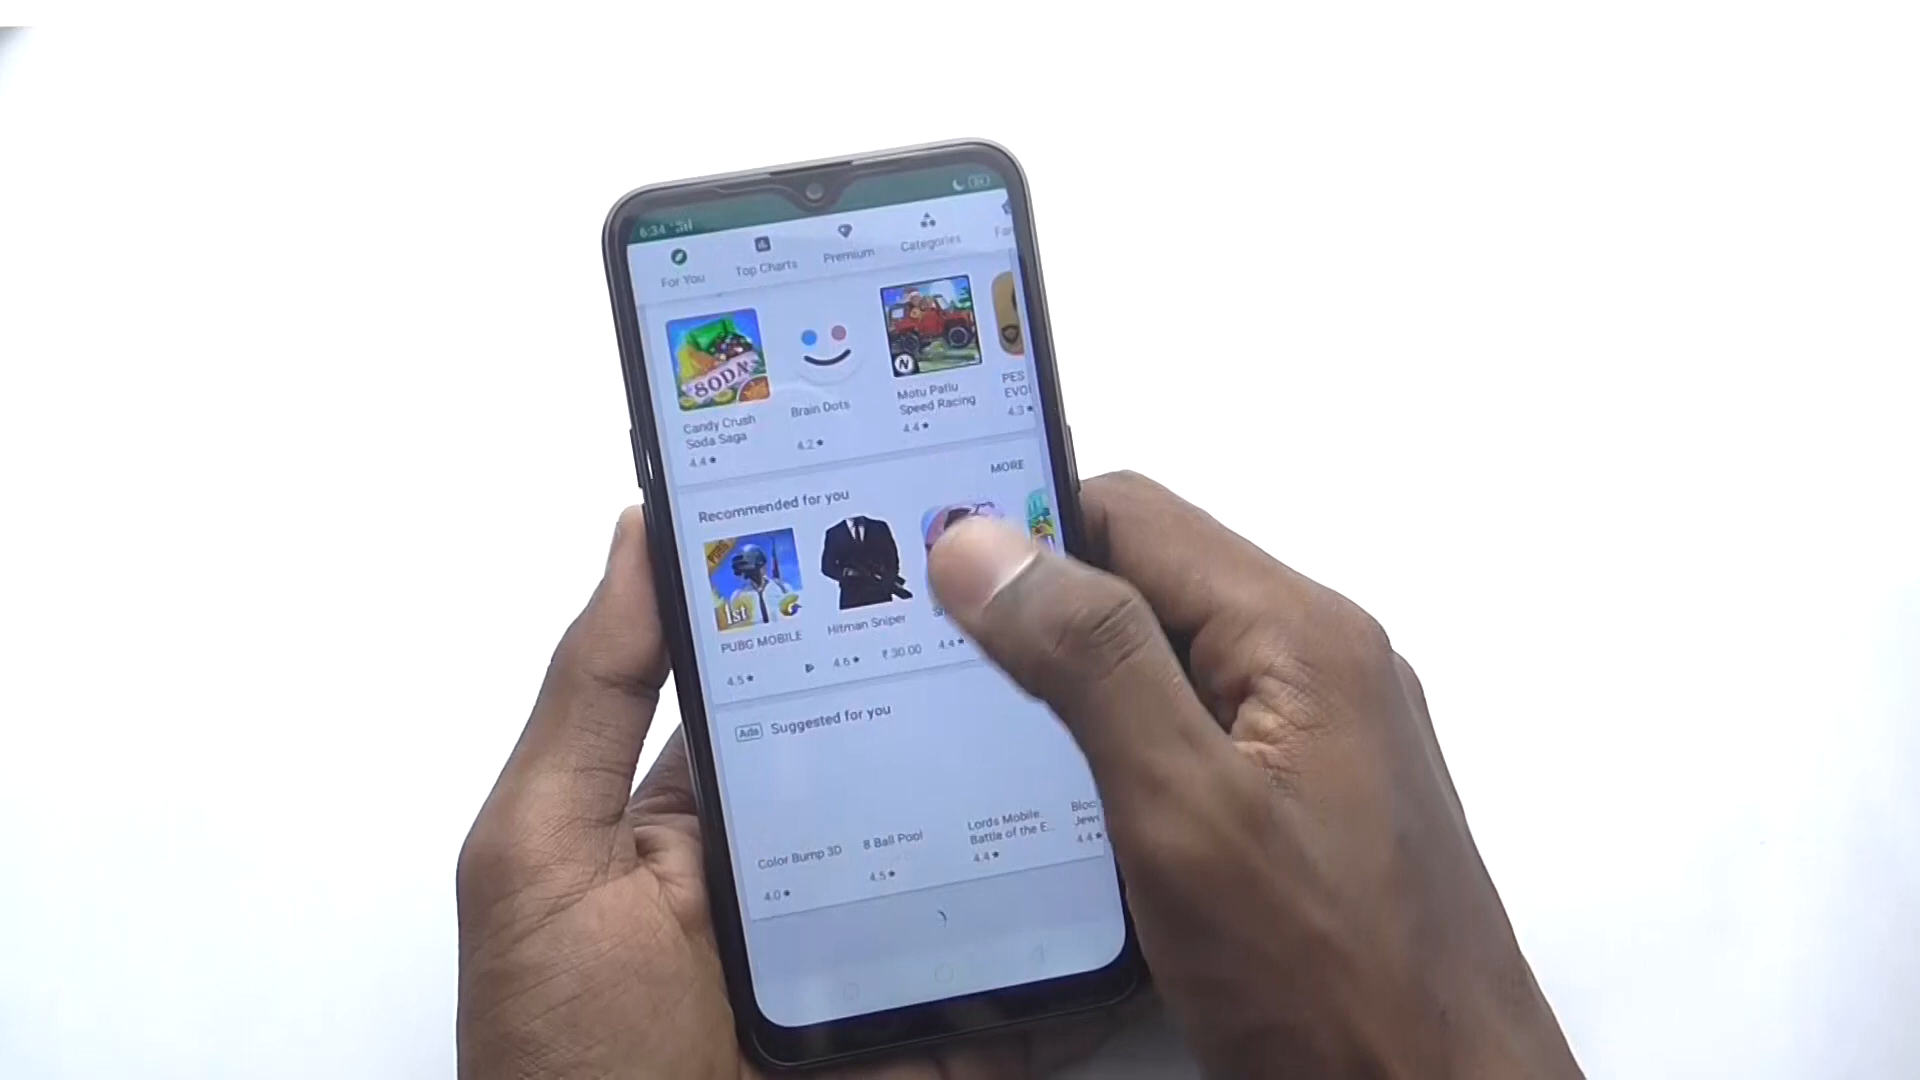 6:34
For You
Top Charts
Premium
Categories
SODA
Candy Crush
Soda Saga
4.4★
Brain Dots
4.2★
N
Motu Patlu
Speed Racing
4.4★
PES
4.3★
Recommended for you
MORE
PUBG
1st
PUBG MOBILE
4.5★
Hitman Sniper
4.6★
₹30.00
4.4★
Ads
Suggested for you
Color Bump 3D
4.0★
8 Ball Pool
4.5★
Lords Mobile:
Battle of the E...
4.4★
4.4★